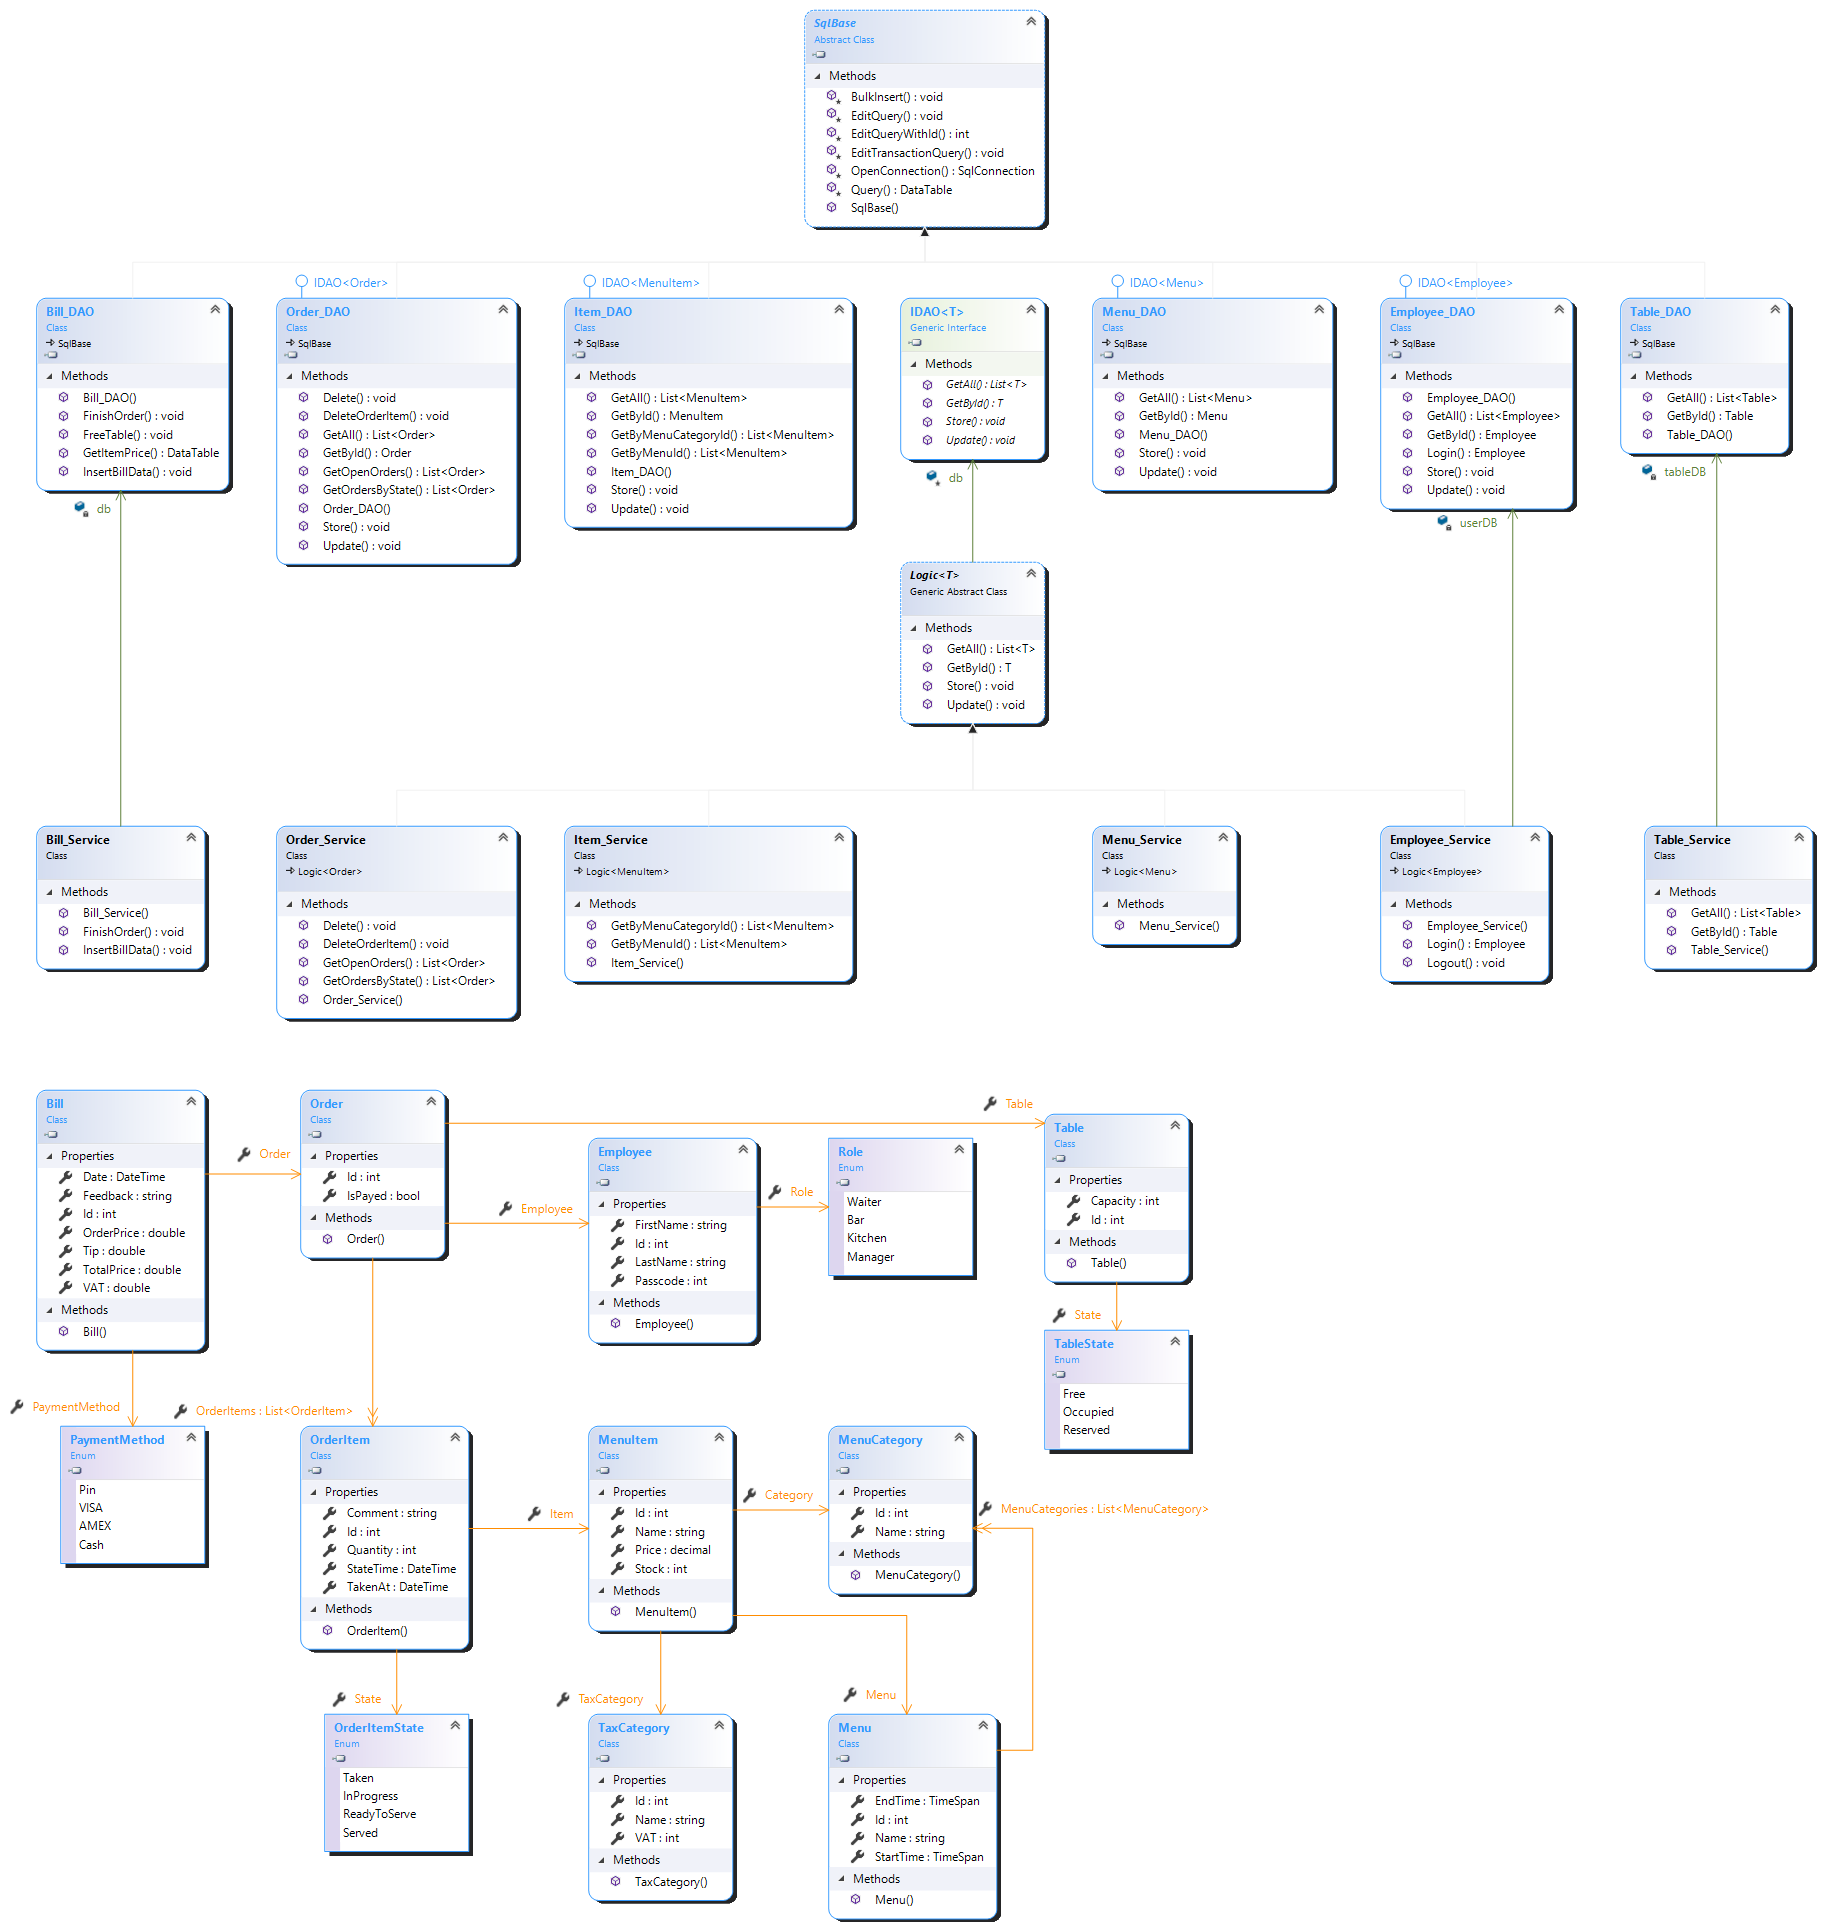 SqlBase
Abstract Class
Methods
BulkInsert() : void
EditQuery() : void
EditQueryWithId() : int
EditTransactionQuery() : void
OpenConnection() : SqlConnection
Query() : DataTable
SqlBase()
Bill_DAO
Class
SqlBase
Methods
Bill_DAO()
FinishOrder() : void
FreeTable() : void
GetItemPrice() : DataTable
InsertBillData() : void
db
IDAO<Order>
Order_DAO
Class
SqlBase
Methods
Delete() : void
DeleteOrderItem() : void
GetAll() : List<Order>
GetById() : Order
GetOpenOrders() : List<Order>
GetOrdersByState() : List<Order>
Order_DAO()
Store() : void
Update() : void
IDAO<MenuItem>
Item_DAO
Class
SqlBase
Methods
GetAll() : List<MenuItem>
GetById() : MenuItem
GetByMenuCategoryId() : List<MenuItem>
GetByMenuId() : List<MenuItem>
Item_DAO()
Store() : void
Update() : void
IDAO<T>
Generic Interface
Methods
GetAll() : List<T>
GetById() : T
Store() : void
Update() : void
db
IDAO<Menu>
Menu_DAO
Class
SqlBase
Methods
GetAll() : List<Menu>
GetById() : Menu
Menu_DAO()
Store() : void
Update() : void
IDAO<Employee>
Employee_DAO
Class
SqlBase
Methods
Employee_DAO()
GetAll() : List<Employee>
GetById() : Employee
Login() : Employee
Store() : void
Update() : void
userDB
Table_DAO
Class
SqlBase
Methods
GetAll() : List<Table>
GetById() : Table
Table_DAO()
tableDB
Logic<T>
Generic Abstract Class
Methods
GetAll() : List<T>
GetById() : T
Store() : void
Update() : void
Bill_Service
Class
Methods
Bill_Service()
FinishOrder() : void
InsertBillData() : void
Order_Service
Class
Logic<Order>
Methods
Delete() : void
DeleteOrderItem() : void
GetOpenOrders() : List<Order>
GetOrdersByState() : List<Order>
Order_Service()
Item_Service
Class
Logic<MenuItem>
Methods
GetByMenuCategoryId() : List<MenuItem>
GetByMenuId() : List<MenuItem>
Item_Service()
Menu_Service
Class
Logic<Menu>
Methods
Menu_Service()
Employee_Service
Class
Logic<Employee>
Methods
Employee_Service()
Login() : Employee
Logout() : void
Table_Service
Class
Methods
GetAll() : List<Table>
GetById() : Table
Table_Service()
Bill
Class
Properties
Date : DateTime
Feedback : string
Id : int
OrderPrice : double
Tip : double
TotalPrice : double
VAT : double
Methods
Bill()
Order
Order
Class
Properties
Id : int
IsPayed : bool
Methods
Order()
Employee
Employee
Class
Properties
FirstName : string
Id : int
LastName : string
Passcode : int
Methods
Employee()
Role
Role
Enum
Waiter
Bar
Kitchen
Manager
Table
Table
Class
Properties
Capacity : int
Id : int
Methods
Table()
State
TableState
Enum
Free
Occupied
Reserved
PaymentMethod
PaymentMethod
Enum
Pin
VISA
AMEX
Cash
OrderItems : List<OrderItem>
OrderItem
Class
Properties
Comment : string
Id : int
Quantity : int
StateTime : DateTime
TakenAt : DateTime
Methods
OrderItem()
Item
MenuItem
Class
Properties
Id : int
Name : string
Price : decimal
Stock : int
Methods
MenuItem()
Category
MenuCategory
Class
Properties
Id : int
Name : string
Methods
MenuCategory()
MenuCategories : List<MenuCategory>
State
OrderItemState
Enum
Taken
InProgress
ReadyToServe
Served
TaxCategory
TaxCategory
Class
Properties
Id : int
Name : string
VAT : int
Methods
TaxCategory()
Menu
Menu
Class
Properties
EndTime : TimeSpan
Id : int
Name : string
StartTime : TimeSpan
Methods
Menu()